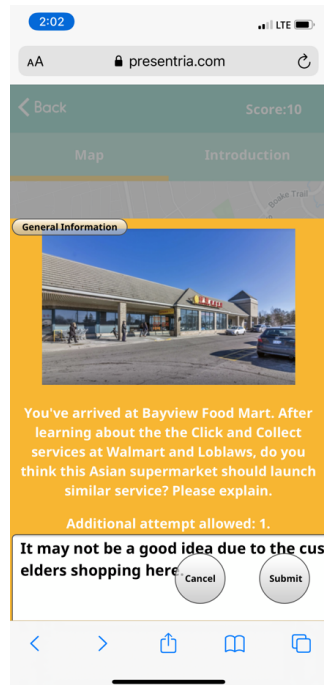 2:02
LTE
AA
presentria.com
Back
Score:10
Map
Introduction
Booke Trail
General Information
You've arrived at Bayview Food Mart. After
learning about the the Click and Collect
services at Walmart and Loblaws, do you
think this Asian supermarket should launch
similar service? Please explain.
Additional attempt allowed: 1.
It may not be a good idea due to the cus
elders shopping here.
Cancel
Submit